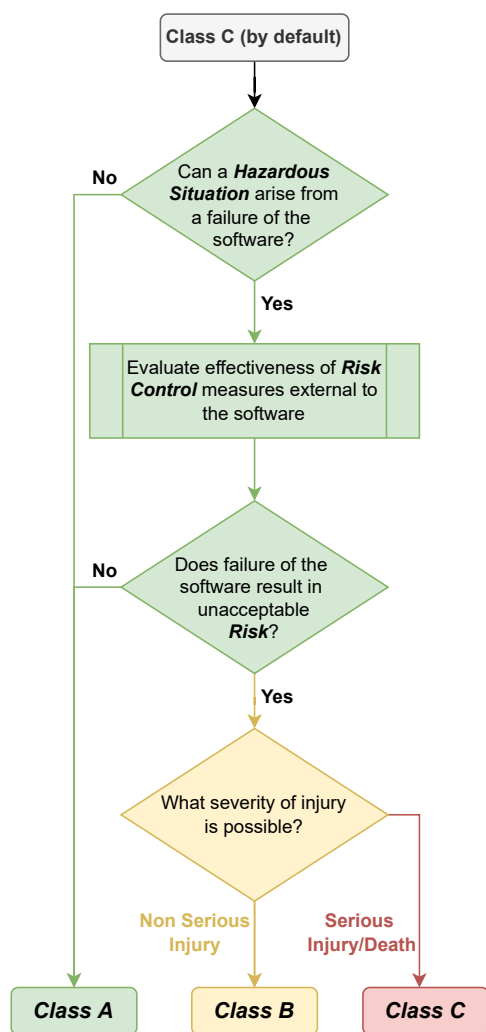 Class C (by default)
No
Can a Hazardous
Situation arise from
a failure of the
software?
Yes
Evaluate effectiveness of Risk
Control measures external to
the software
No
Does failure of the
software result in
unacceptable
Risk?
Yes
What severity of injury
is possible?
Non Serious
Injury
Serious
Injury/Death
Class A
Class B
Class C